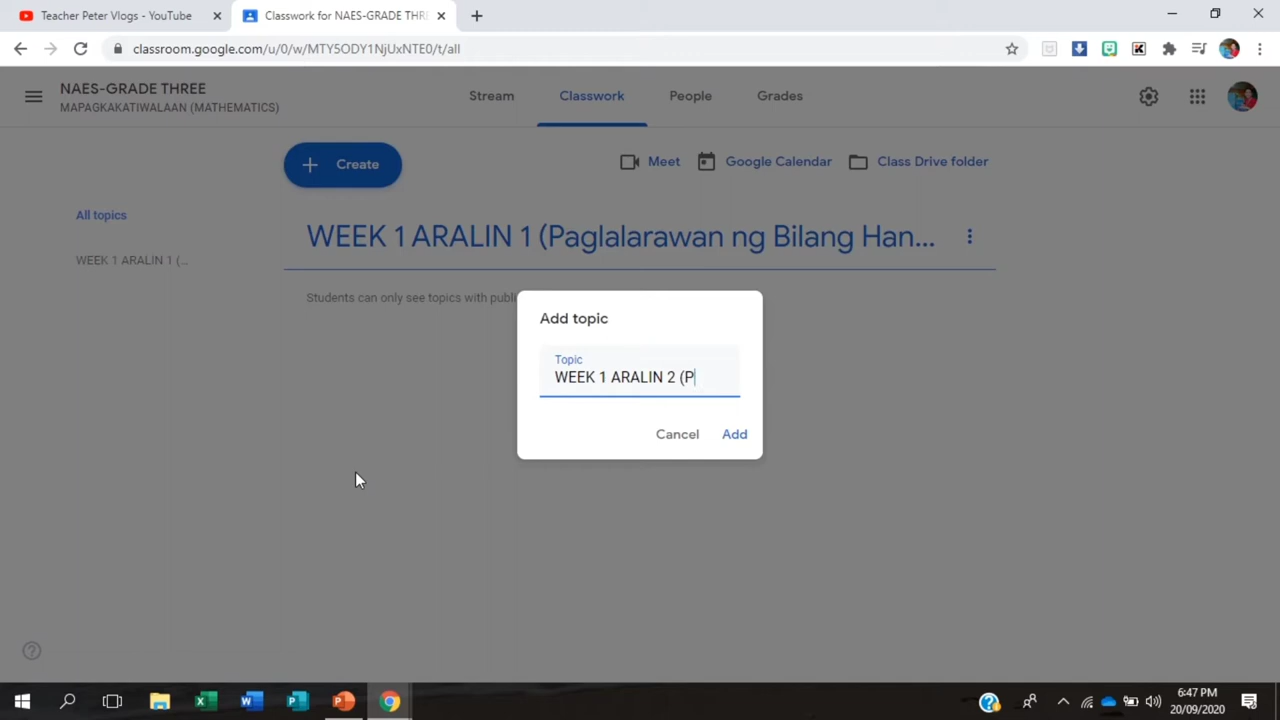 Teacher Peter Vlogs - YouTube
Classwork for NAES-GRADE THRE
classroom.google.com/u/0/w/MTY5ODY1NjUxNTE0/t/all
NAES-GRADE THREE
MAPAGKAKATIWALAAN (MATHEMATICS)
Stream
Classwork
People
Grades
Create
Meet
Google Calendar
Class Drive folder
All topics
WEEK 1 ARALIN 1 (Paglalarawan ng Bilang Han...
WEEK 1 ARALIN 1 (...
Students can only see topics with publi
Add topic
Topic
WEEK 1 ARALIN 2 (P
Cancel
Add
6:47 PM
20/09/2020